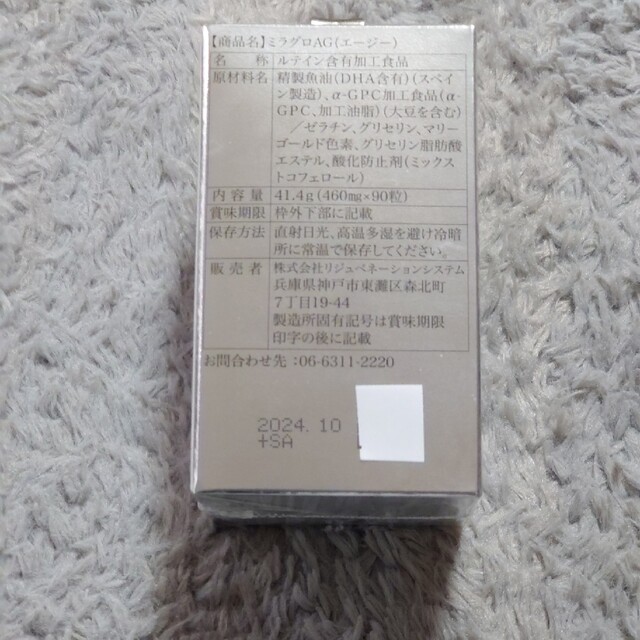 【商品名】ミラグロAG(エージー)
名 称 ルテイン含有加工食品
原材料名 精製魚油(DHA含有)(スペイ
ン製造)、α-GPC加工食品(α-
GPC、加工油脂)(大豆を含む)
/ゼラチン、グリセリン、マリー
ゴールド色素、グリセリン脂肪酸
エステル、酸化防止剤(ミックス
トコフェロール)
内容量 41.4g(460mg×90粒)
賞味期限 枠外下部に記載
保存方法 直射日光、高温多湿を避け冷暗
所に常温で保存してください。
販売者 株式会社リジュベネーションシステム
兵庫県神戸市東灘区森北町
7丁目19-44
製造所固有記号は賞味期限
印字の後に記載
お問合わせ先:06-6311-2220
2024.10
+SA